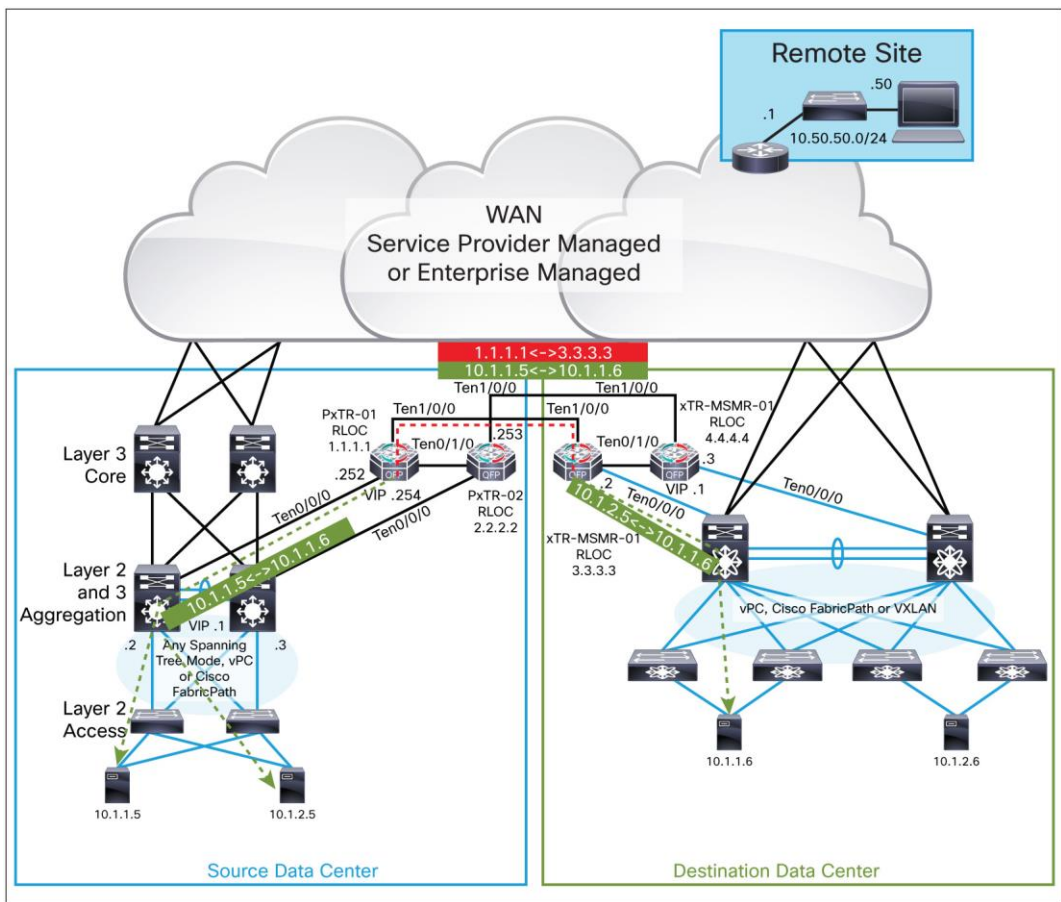 Remote Site
.50
.1
10.50.50.0/24
WAN
Service Provider Managed
or Enterprise Managed
1.1.1.1<->3.3.3.3
10.1.1.5<->10.1.1.6
Ten1/0/0
Ten1/0/0
Ten1/0/0
PxTR-01
RLOC
1.1.1.1
xTR-MSMR-01
RLOC
4.4.4.4
Ten0/1/0
.253
Ten0/1/0
QFP
QFP
QFP
QFP
.252
VIP .254
PxTR-02
RLOC
2.2.2.2
.2
VIP .1
.3
Ten0/0/0
Ten0/0/0
Ten0/0/0
Ten0/0/0
Layer 3
Core
10.1.1.5<->10.1.1.6
10.1.2.5<->10.1.1.6
xTR-MSMR-01
RLOC
3.3.3.3
Layer 2
and 3
Aggregation
VIP .1
.2
.3
Any Spanning
Tree Mode, vPC
or Cisco
FabricPath
vPC, Cisco FabricPath or VXLAN
Layer 2
Access
10.1.1.5
10.1.2.5
10.1.1.6
10.1.2.6
Source Data Center
Destination Data Center